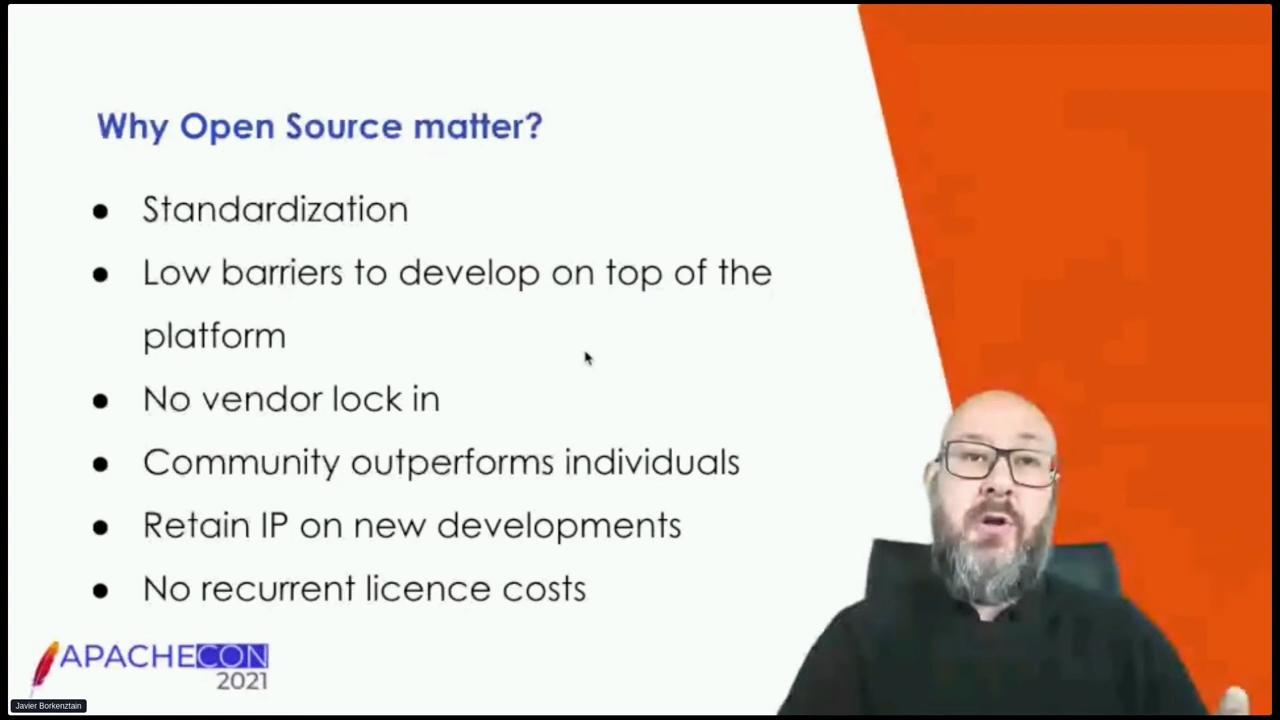 Why Open Source matter?
● Standardization
● Low barriers to develop on top of the
platform
● No vendor lock in
● Community outperforms individuals
● Retain IP on new developments
● No recurrent licence costs
APACHECON
2021
Javier Borkenztain